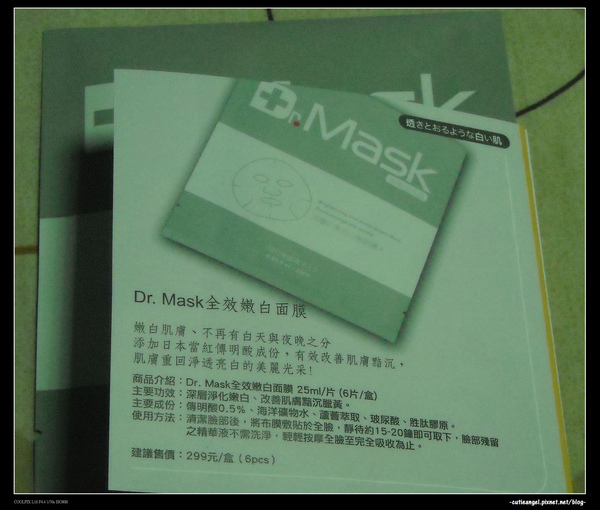 Dr.Mask
透きとおるような白い肌
Dr. Mask全效嫩白面膜
嫩白肌膚、不再有白天與夜晚之分
添加日本當紅傳明酸成份，有效改善肌膚黯沉，
肌膚重回淨透亮白的美麗光采!
商品介紹：Dr. Mask全效嫩白面膜 25ml/片 (6片/盒)
主要功效：深層淨化嫩白、改善肌膚黯沉臘黃。
主要成份：傳明酸0.5%、海洋礦物水、蘆薈萃取、玻尿酸、胜肽膠原。
使用方法：清潔臉部後，將布膜敷貼於全臉，靜待約15-20鐘即可取下，臉部殘留
之精華液不需洗淨，輕輕按摩全臉至完全吸收為止。
建議售價：299元/盒 (6pcs)
-cutieangel.pixnet.net/blog-